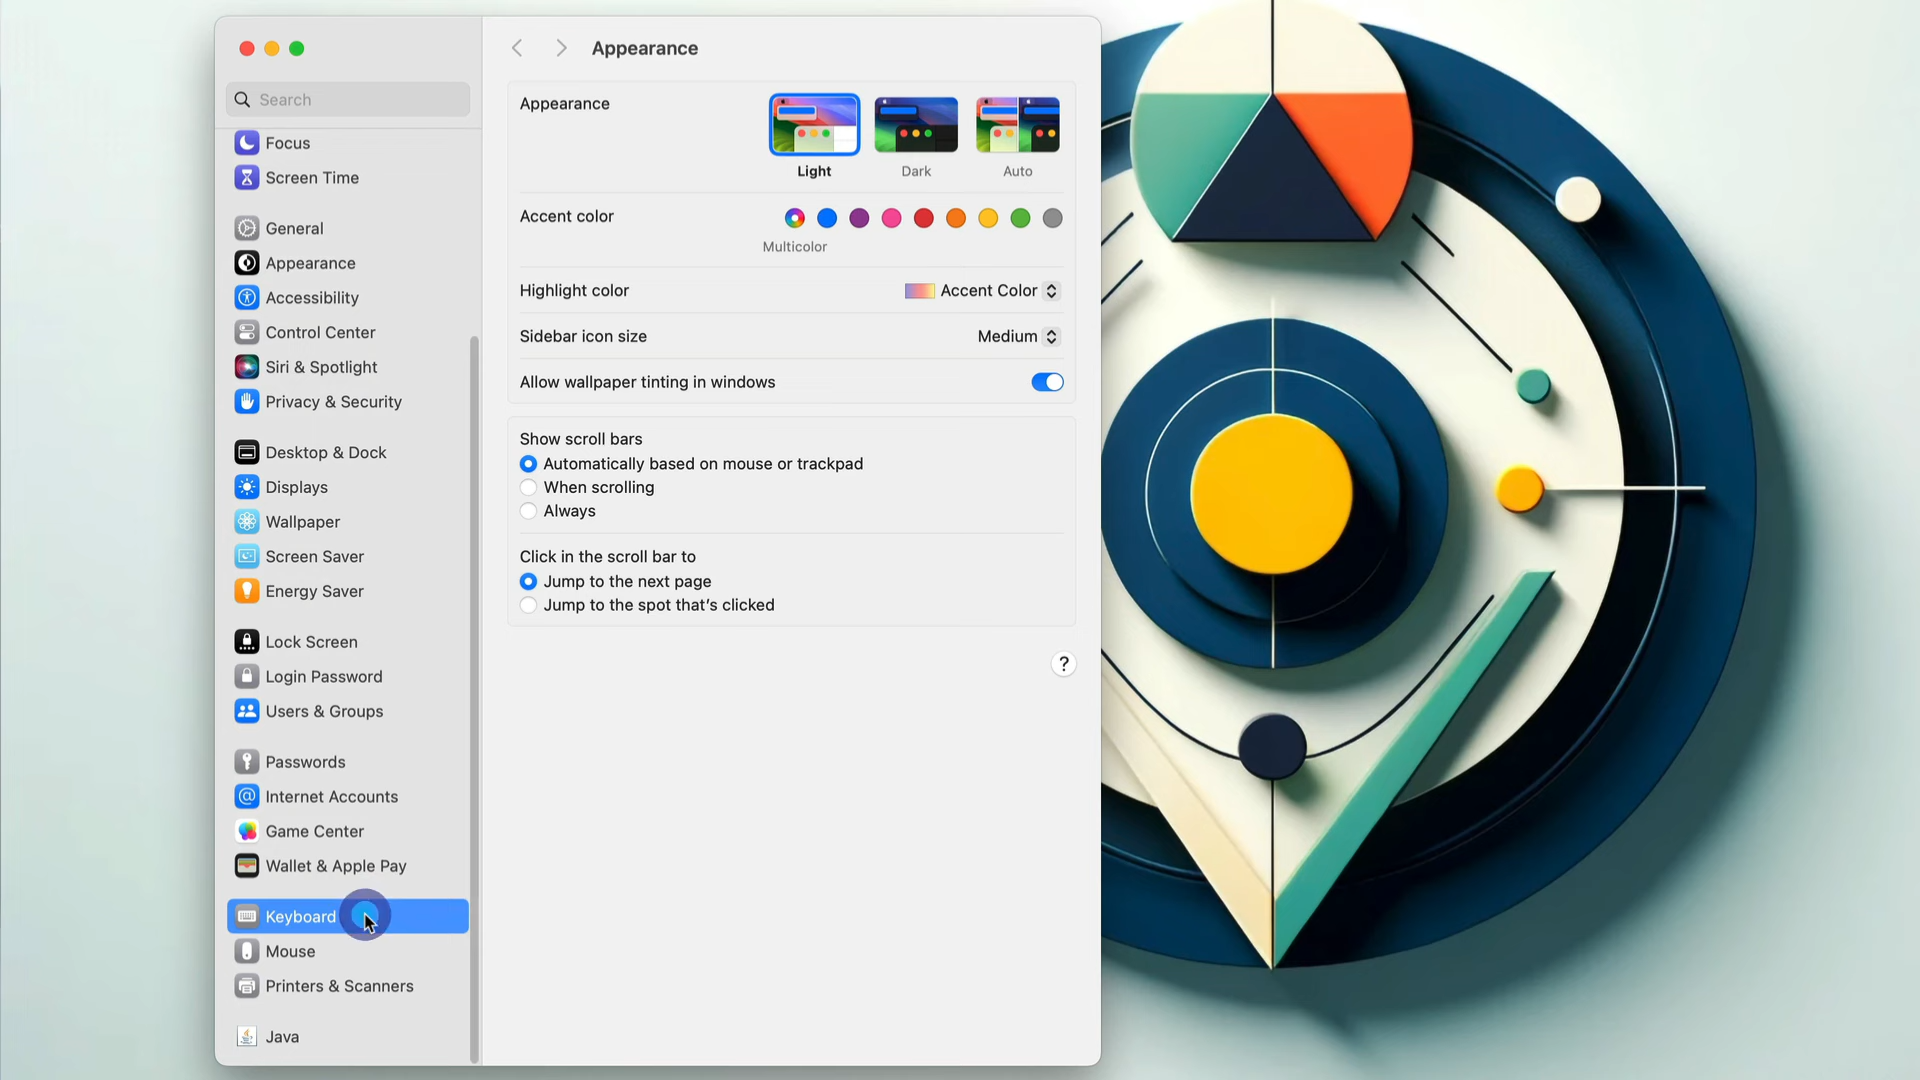 Appearance
Search
Focus
Screen Time
General
Appearance
Accessibility
Control Center
Siri & Spotlight
Privacy & Security
Desktop & Dock
Displays
Wallpaper
Screen Saver
Energy Saver
Lock Screen
Login Password
Users & Groups
Passwords
Internet Accounts
Game Center
Wallet & Apple Pay
Keyboard
Mouse
Printers & Scanners
Java
Appearance
Light
Dark
Auto
Accent color
Multicolor
Highlight color
Accent Color
Sidebar icon size
Medium
Allow wallpaper tinting in windows
Show scroll bars
Automatically based on mouse or trackpad
When scrolling
Always
Click in the scroll bar to
Jump to the next page
Jump to the spot that's clicked
?